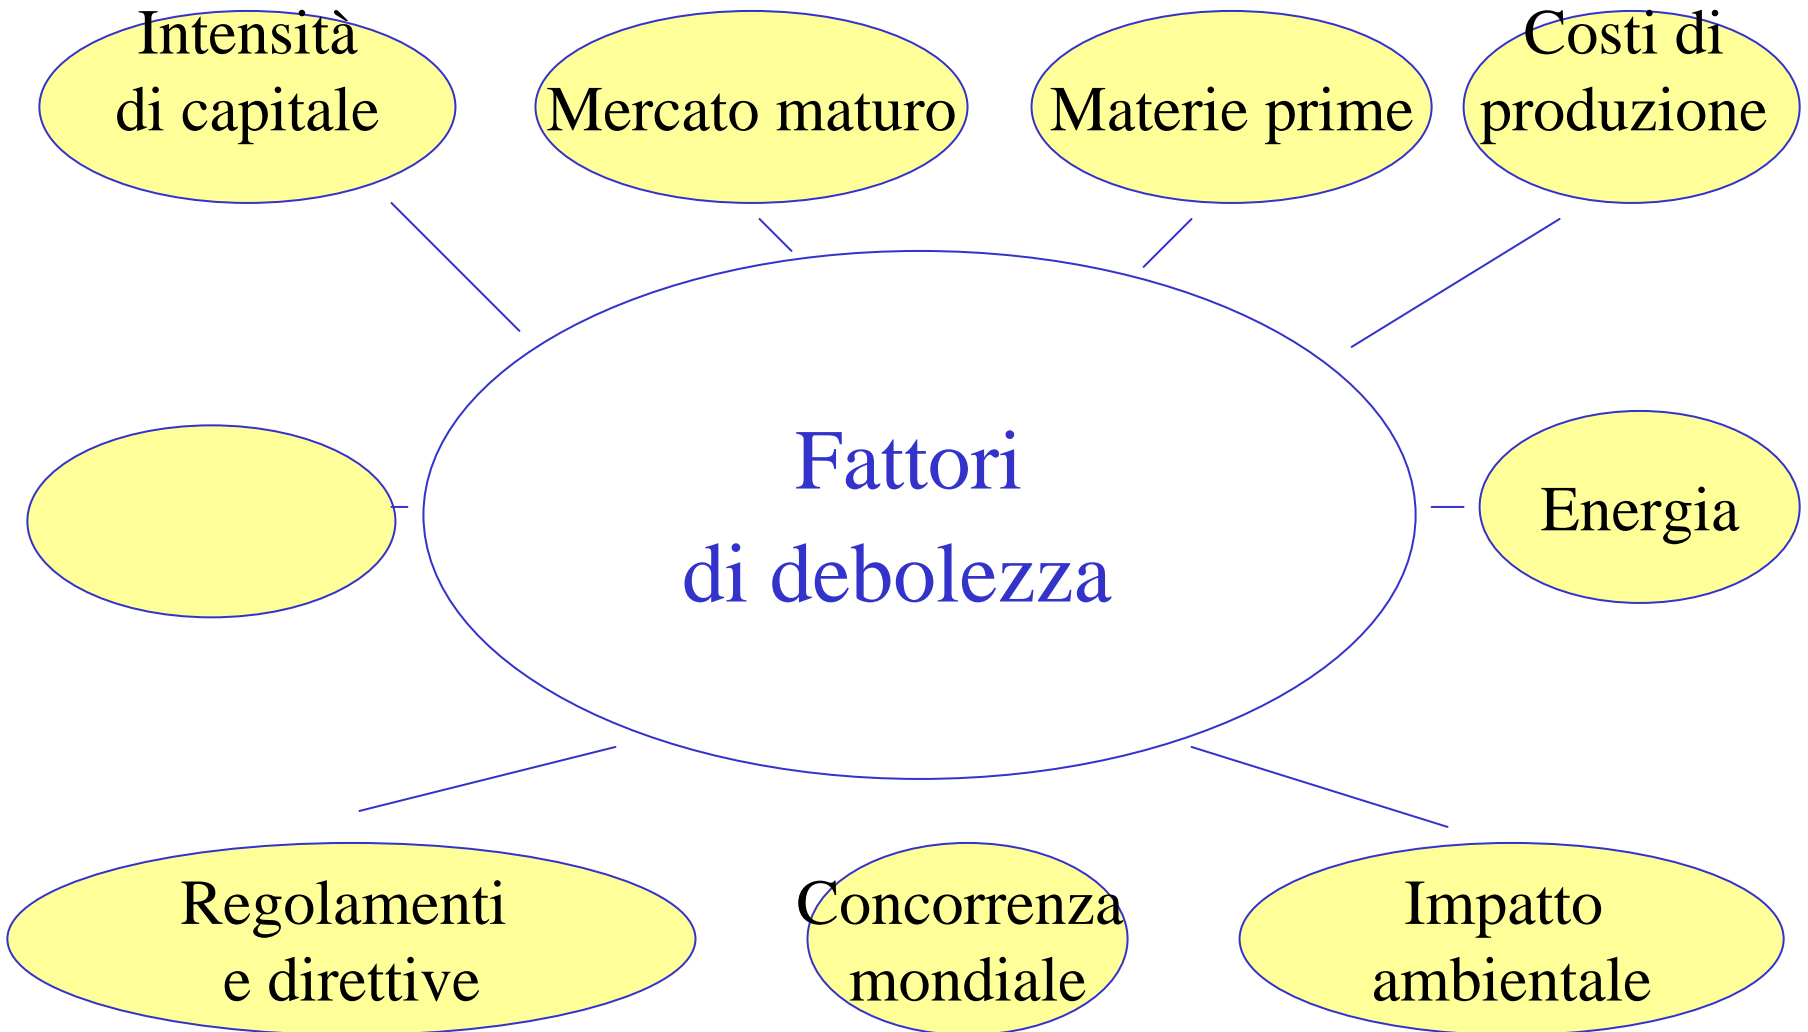 Intensità
di capitale
Mercato maturo
Materie prime
Costi di
produzione
Fattori
di debolezza
Energia
Regolamenti
e direttive
Concorrenza
mondiale
Impatto
ambientale